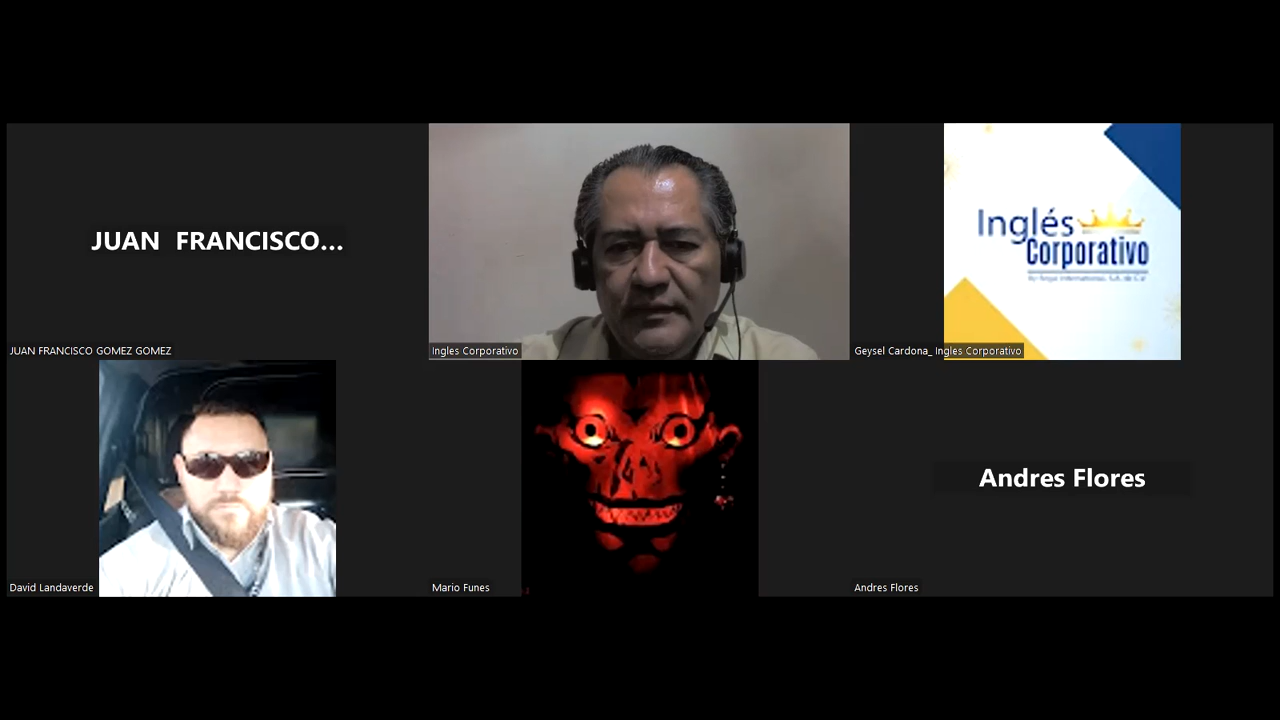 JUAN  FRANCISCO...
JUAN FRANCISCO GOMEZ GOMEZ
Ingles Corporativo
Inglés
Corporativo
Geysel Cardona_ Ingles Corporativo
David Landaverde
Mario Funes
Andres Flores
Andres Flores